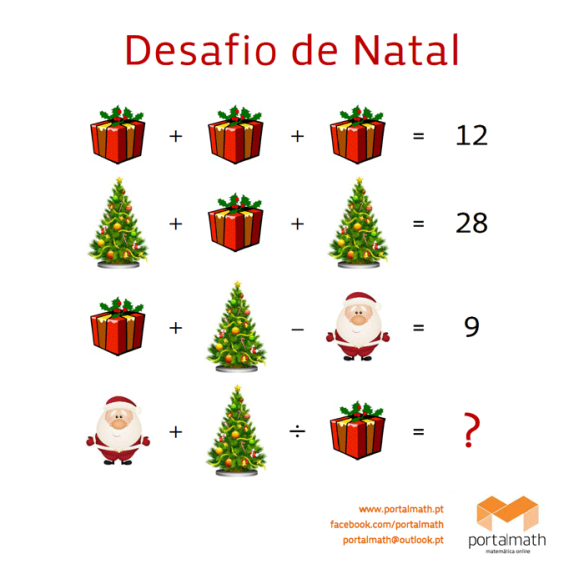 Desafio de Natal
+ + = 12
+ + = 28
+ − = 9
+ ÷ = ?
www.portalmath.pt
facebook.com/portalmath
portalmath@outlook.pt
portalmath
matemática online